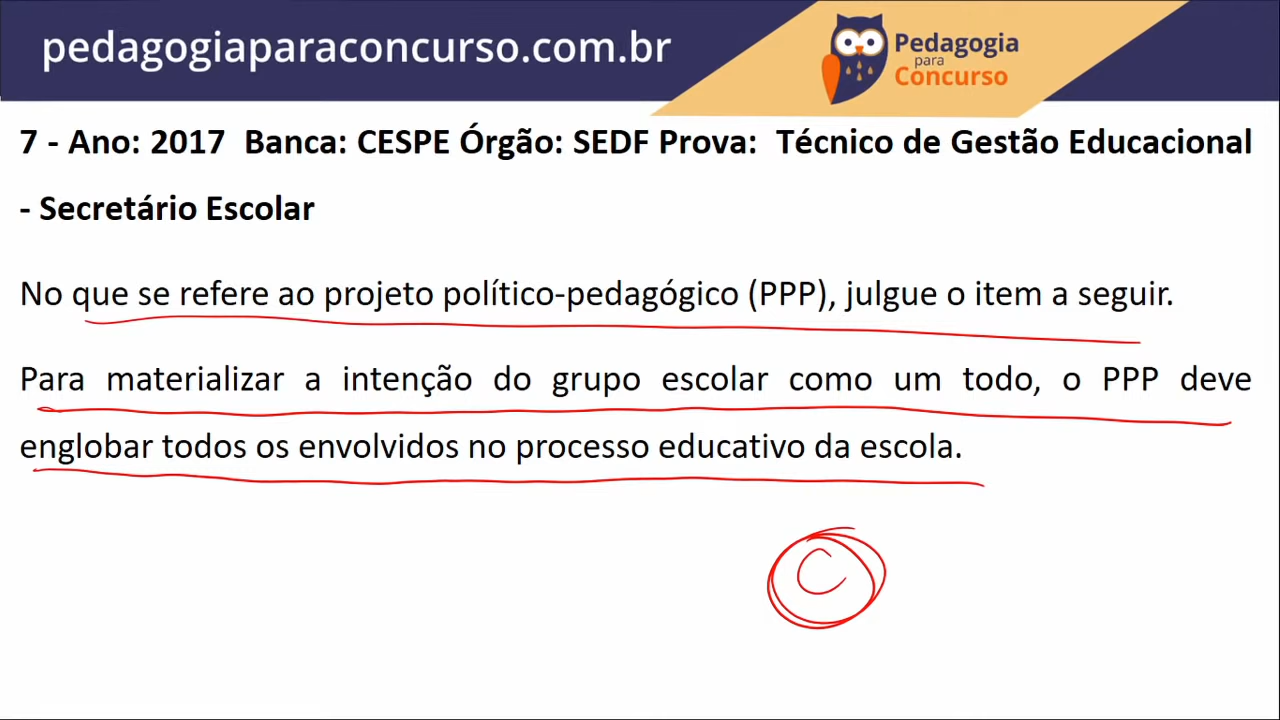 pedagogiaparaconcurso.com.br
Pedagogia
para
Concurso
7 - Ano: 2017 Banca: CESPE Órgão: SEDF Prova: Técnico de Gestão Educacional
- Secretário Escolar
No que se refere ao projeto político-pedagógico (PPP), julgue o item a seguir.
Para materializar a intenção do grupo escolar como um todo, o PPP deve
englobar todos os envolvidos no processo educativo da escola.
C